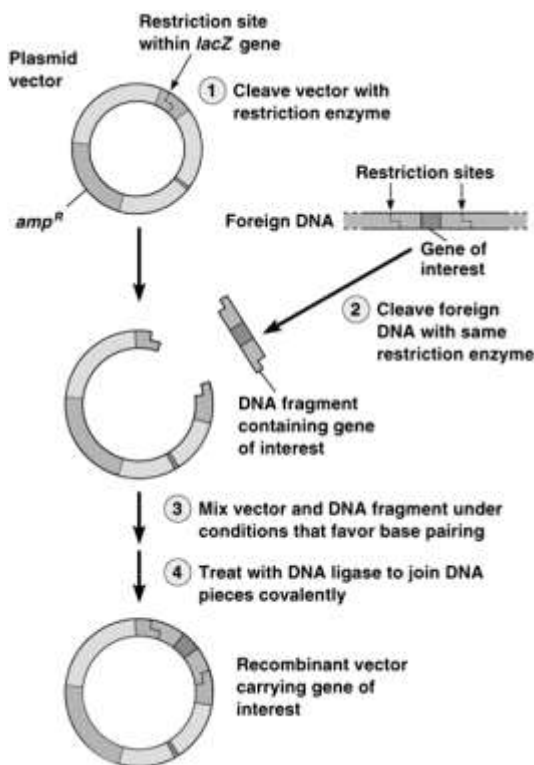 Restriction site
within lacZ gene
Plasmid
vector
1 Cleave vector with
restriction enzyme
ampR
Restriction sites
Foreign DNA
Gene of
interest
2 Cleave foreign
DNA with same
restriction enzyme
DNA fragment
containing gene
of interest
3 Mix vector and DNA fragment under
conditions that favor base pairing
4 Treat with DNA ligase to join DNA
pieces covalently
Recombinant vector
carrying gene of
interest